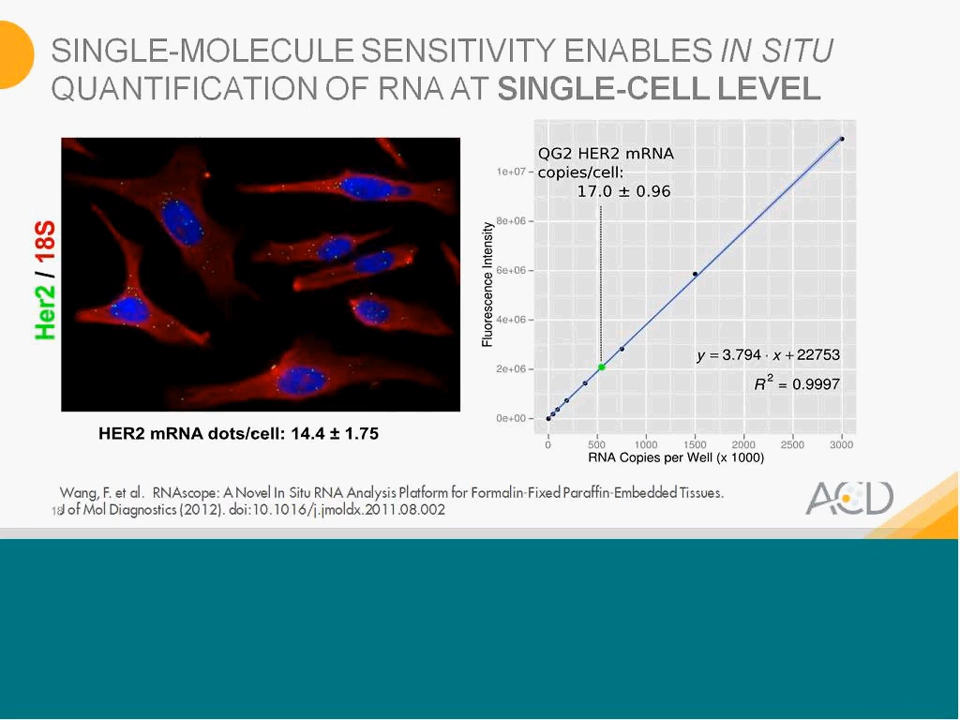 SINGLE-MOLECULE SENSITIVITY ENABLES IN SITU
QUANTIFICATION OF RNA AT SINGLE-CELL LEVEL
Her2 / 18S
HER2 mRNA dots/cell: 14.4 ± 1.75
QG2 HER2 mRNA
copies/cell:
17.0 ± 0.96
Fluorescence Intensity
1e+07
8e+06
6e+06
4e+06
2e+06
0e+00
y = 3.794 · x + 22753
R² = 0.9997
0 500 1000 1500 2000 2500 3000
RNA Copies per Well (x 1000)
Wang, F. et al. RNAscope: A Novel In Situ RNA Analysis Platform for Formalin-Fixed Paraffin-Embedded Tissues.
J of Mol Diagnostics (2012). doi:10.1016/j.jmoldx.2011.08.002
18
ACD